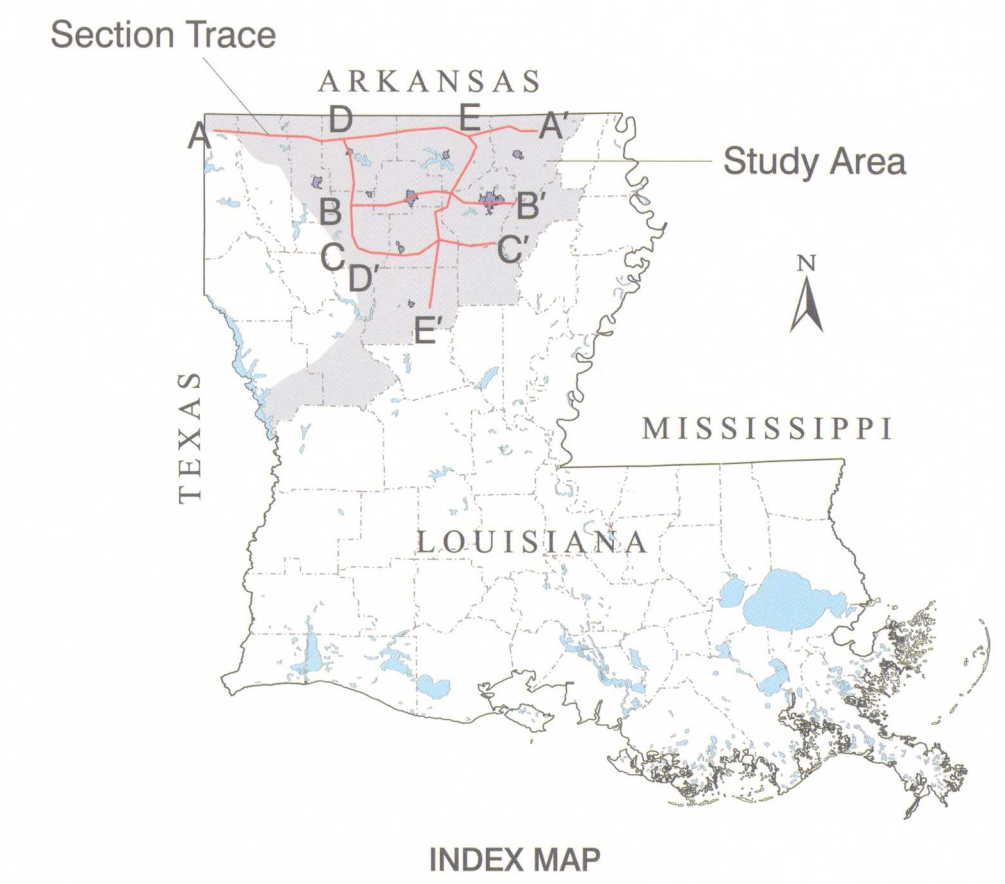 Section Trace
ARKANSAS
A D E A′
Study Area
B B′
C C′
D′
E′
N
TEXAS
MISSISSIPPI
LOUISIANA
INDEX MAP